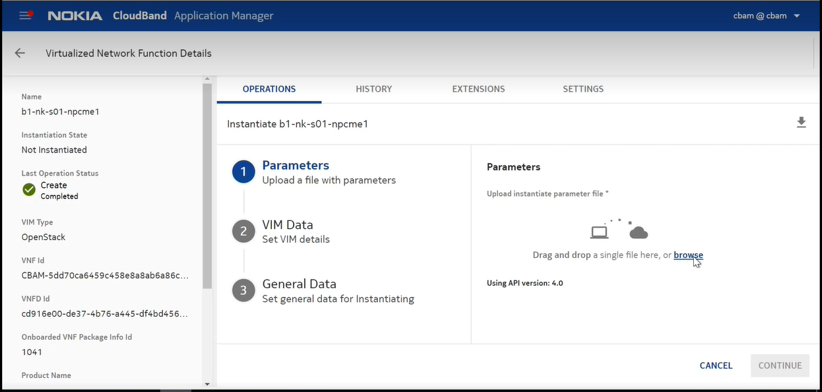 NOKIA CloudBand Application Manager
cbam @ cbam
Virtualized Network Function Details
Name
b1-nk-s01-npcme1
Instantiation State
Not Instantiated
Last Operation Status
Create
Completed
VIM Type
OpenStack
VNF Id
CBAM-5dd70ca6459c458e8a8ab6a86c...
VNFD Id
cd916e00-de37-4b76-a445-df4bd456...
Onboarded VNF Package Info Id
1041
Product Name
OPERATIONS
HISTORY
EXTENSIONS
SETTINGS
Instantiate b1-nk-s01-npcme1
1
Parameters
Upload a file with parameters
2
VIM Data
Set VIM details
3
General Data
Set general data for Instantiating
Parameters
Upload instantiate parameter file *
Drag and drop a single file here, or browse
Using API version: 4.0
CANCEL
CONTINUE